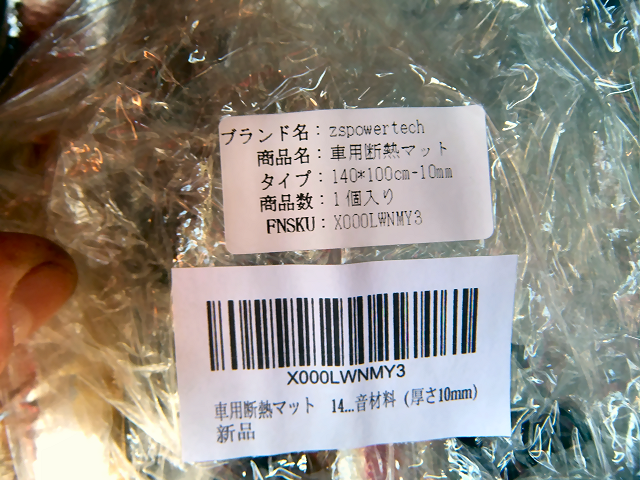 ブランド名：zspowertech
商品名：車用断熱マット
タイプ：140*100cm-10mm
商品数：1個入り
FNSKU：X000LWNMY3
X000LWNMY3
車用断熱マット 14...音材料（厚さ10mm）
新品